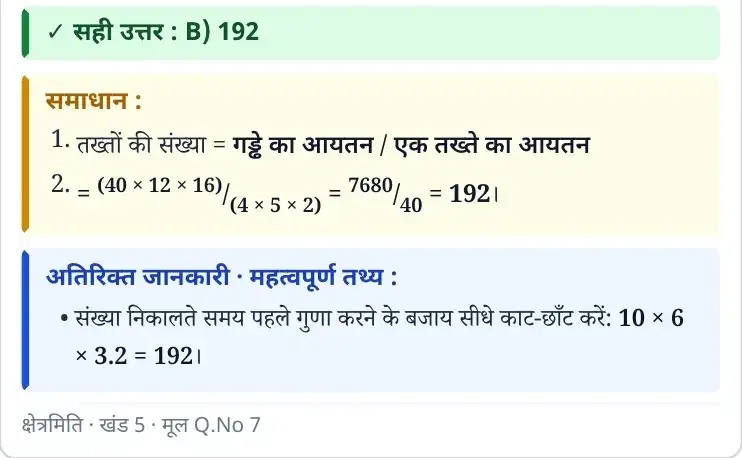 ✓ सही उत्तर : B) 192
समाधान :
1. तख्तों की संख्या = गड्ढे का आयतन / एक तख्ते का आयतन
2. = (40 × 12 × 16)/(4 × 5 × 2) = 7680/40 = 192।
अतिरिक्त जानकारी · महत्वपूर्ण तथ्य :
• संख्या निकालते समय पहले गुणा करने के बजाय सीधे काट-छाँट करें: 10 × 6
× 3.2 = 192।
क्षेत्रमिति · खंड 5 · मूल Q.No 7